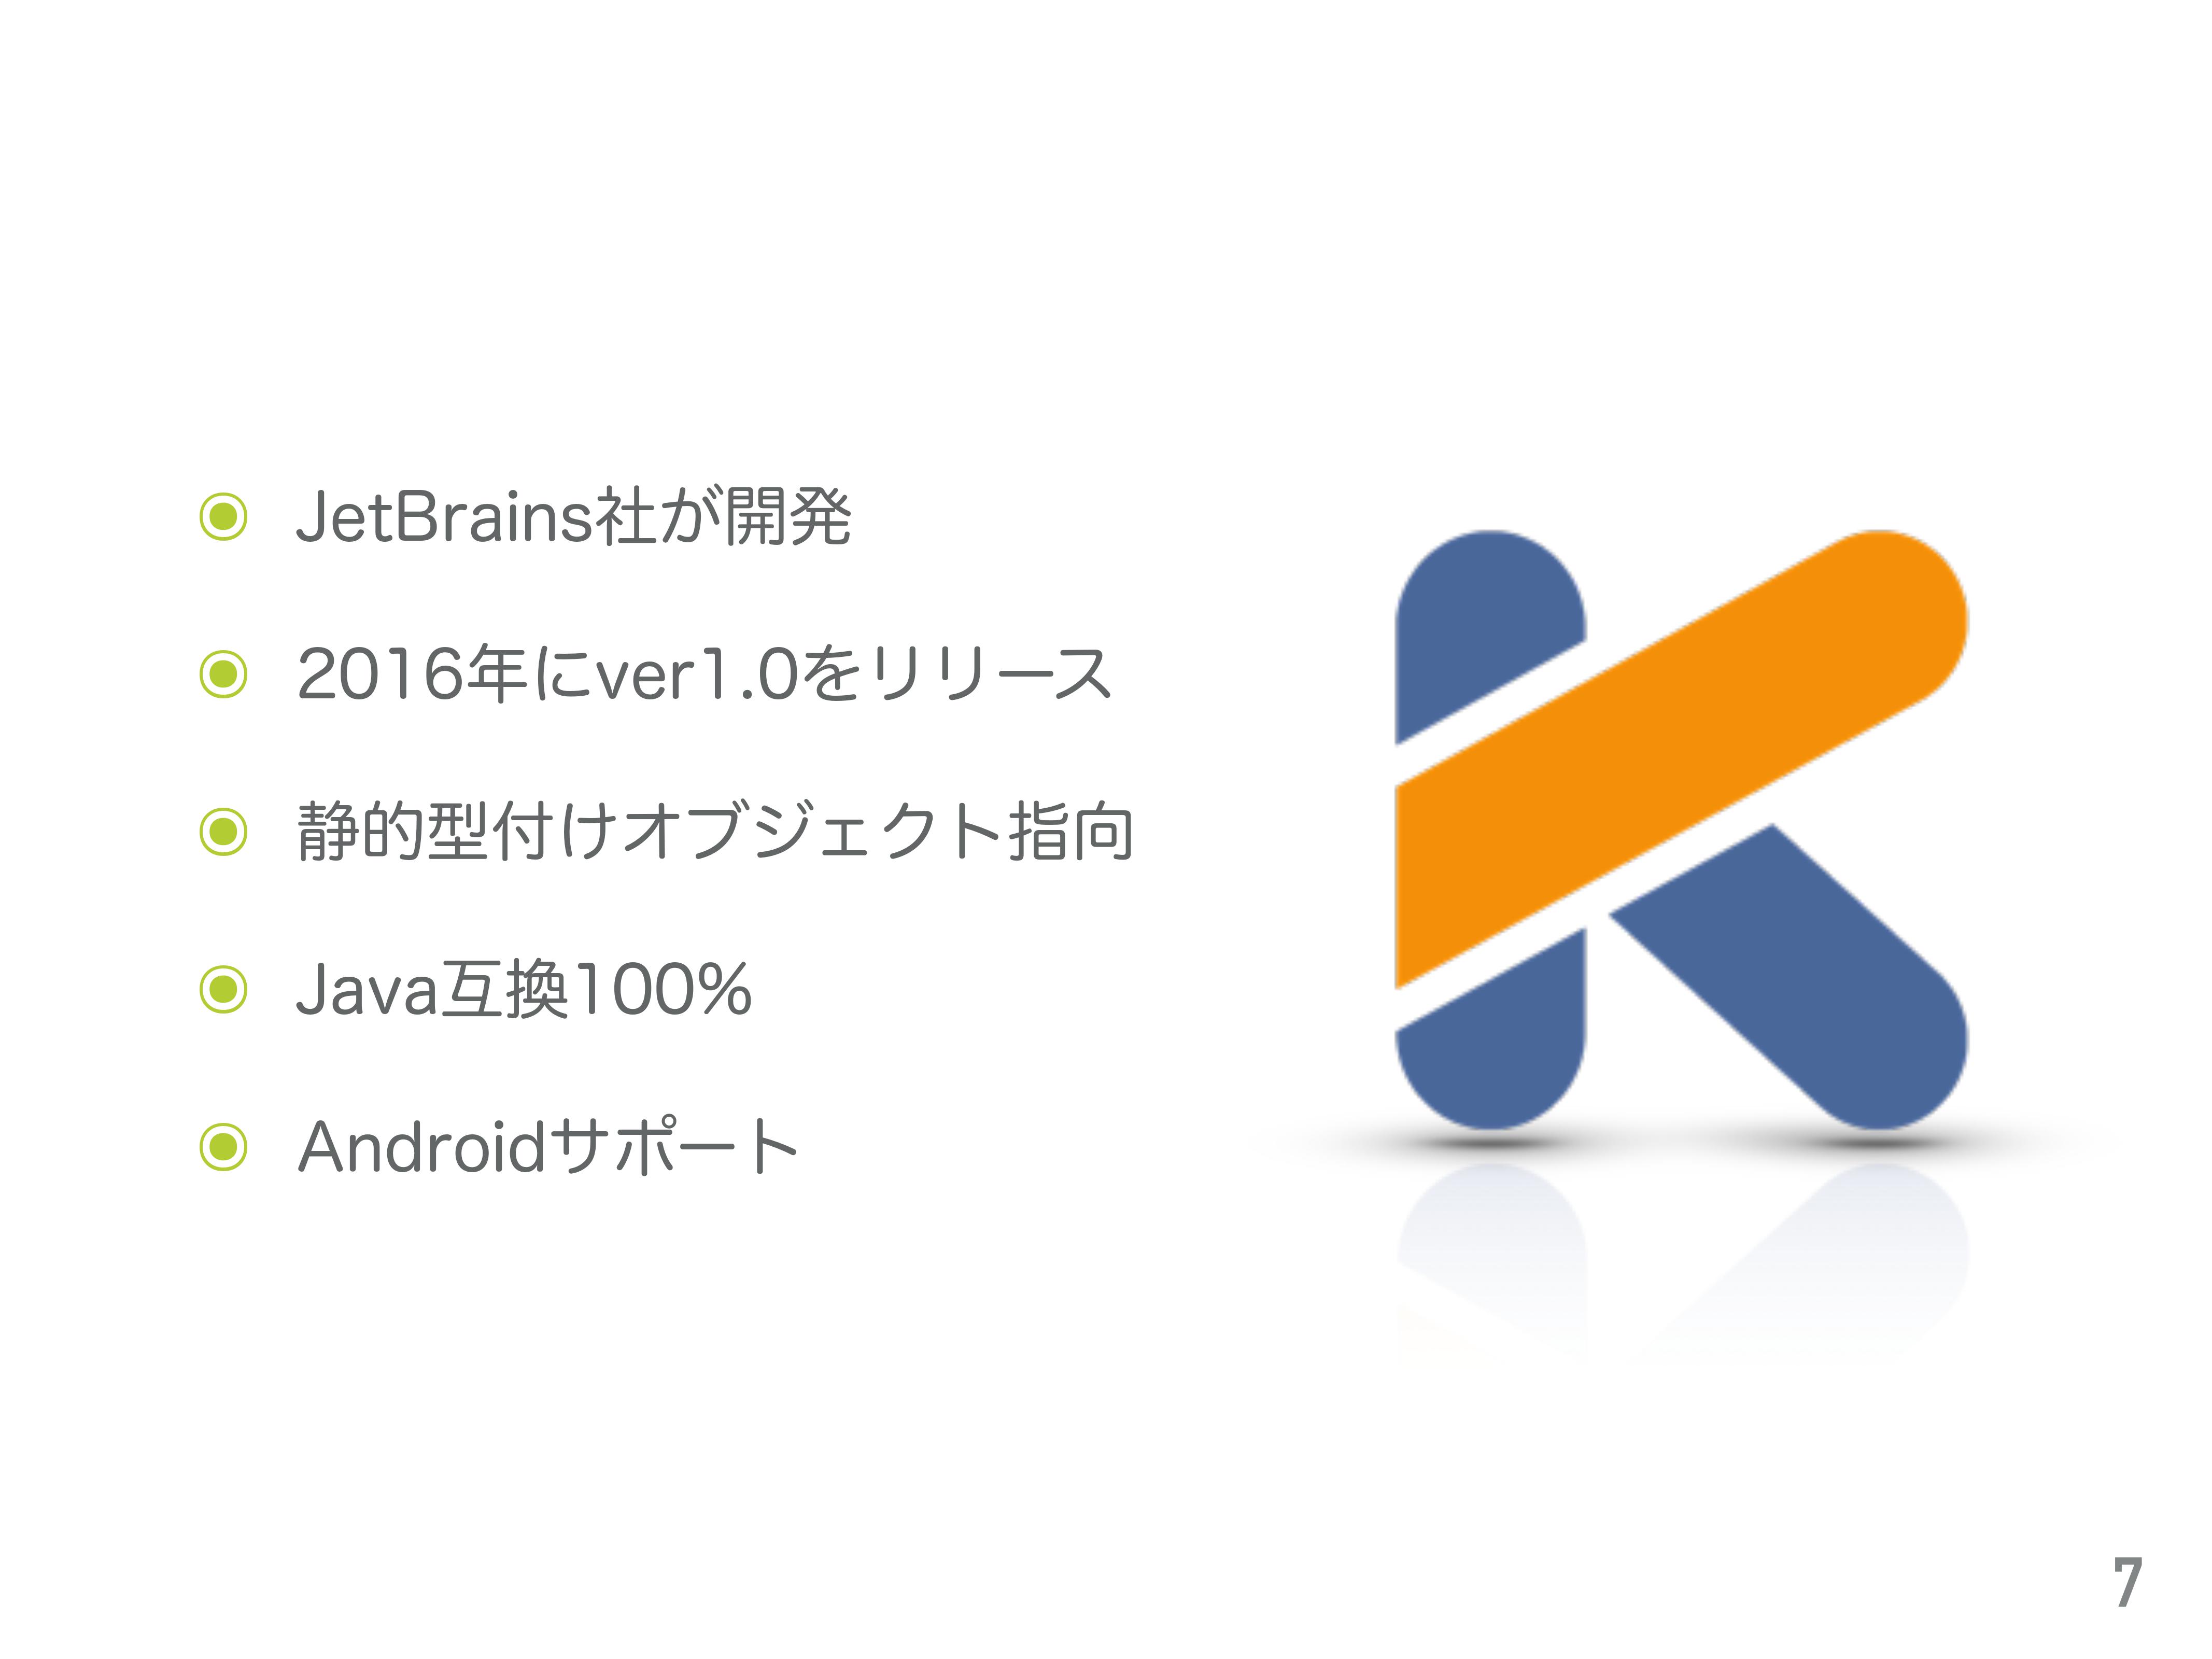 JetBrains社が開発
2016年にver1.0をリリース
静的型付けオブジェクト指向
Java互換100%
Androidサポート
7